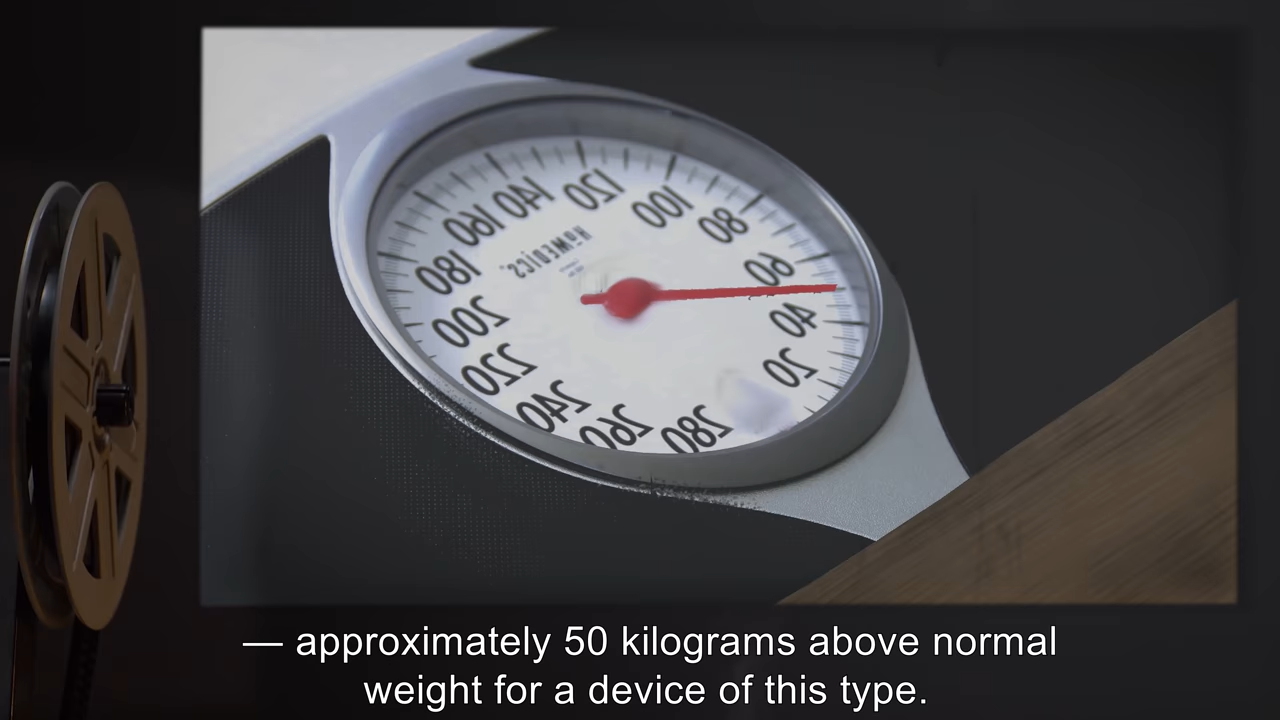 160 140 120 100
180 HoMEDICS 80
200 60
220 40
240 20
260 280
— approximately 50 kilograms above normal
weight for a device of this type.